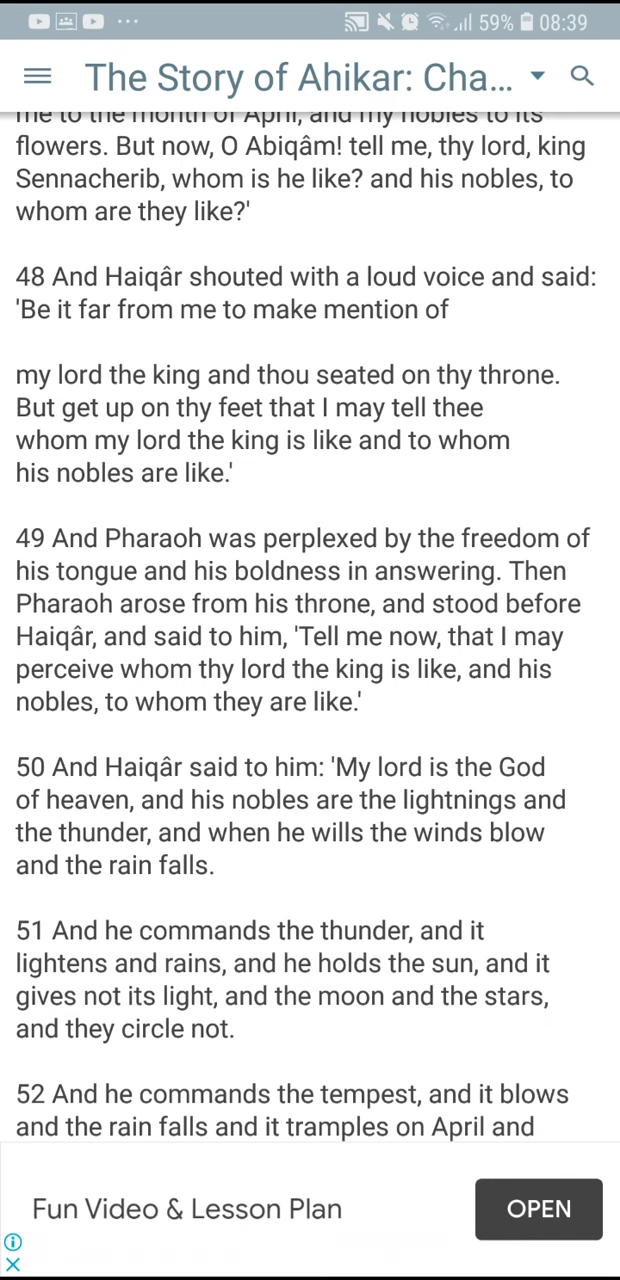 59% 08:39
The Story of Ahikar: Cha...
me to the month of April, and my nobles to its
flowers. But now, O Abiqâm! tell me, thy lord, king
Sennacherib, whom is he like? and his nobles, to
whom are they like?'
48 And Haiqâr shouted with a loud voice and said:
'Be it far from me to make mention of
my lord the king and thou seated on thy throne.
But get up on thy feet that I may tell thee
whom my lord the king is like and to whom
his nobles are like.'
49 And Pharaoh was perplexed by the freedom of
his tongue and his boldness in answering. Then
Pharaoh arose from his throne, and stood before
Haiqâr, and said to him, 'Tell me now, that I may
perceive whom thy lord the king is like, and his
nobles, to whom they are like.'
50 And Haiqâr said to him: 'My lord is the God
of heaven, and his nobles are the lightnings and
the thunder, and when he wills the winds blow
and the rain falls.
51 And he commands the thunder, and it
lightens and rains, and he holds the sun, and it
gives not its light, and the moon and the stars,
and they circle not.
52 And he commands the tempest, and it blows
and the rain falls and it tramples on April and
Fun Video & Lesson Plan
OPEN